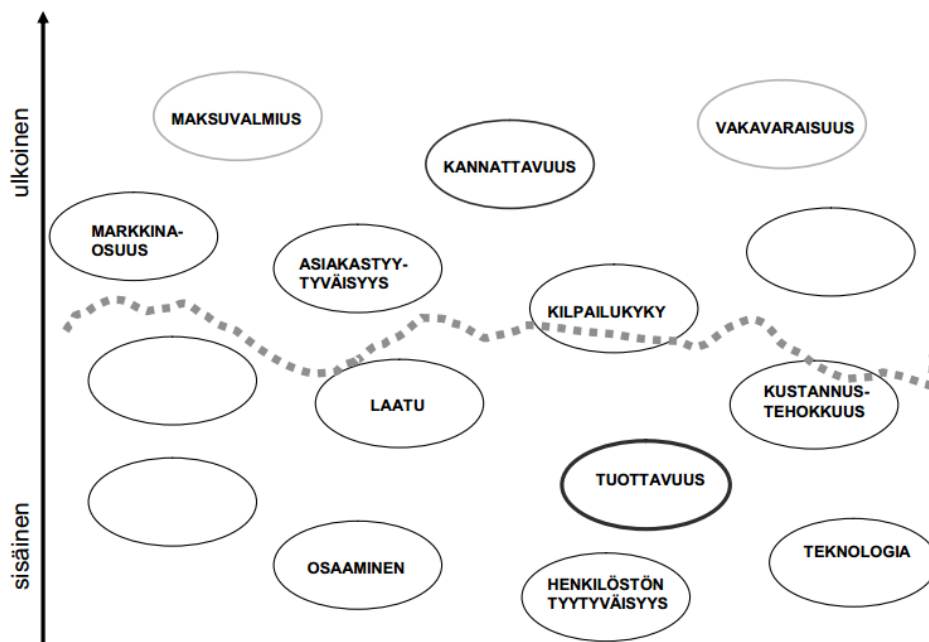 ulkoinen
MAKSUVALMIUS
VAKAVARAISUUS
KANNATTAVUUS
MARKKINA-
OSUUS
ASIAKASTYY-
TYVÄISYYS
KILPAILUKYKY
LAATU
KUSTANNUS-
TEHOKKUUS
TUOTTAVUUS
sisäinen
OSAAMINEN
HENKILÖSTÖN
TYYTYVÄISYYS
TEKNOLOGIA